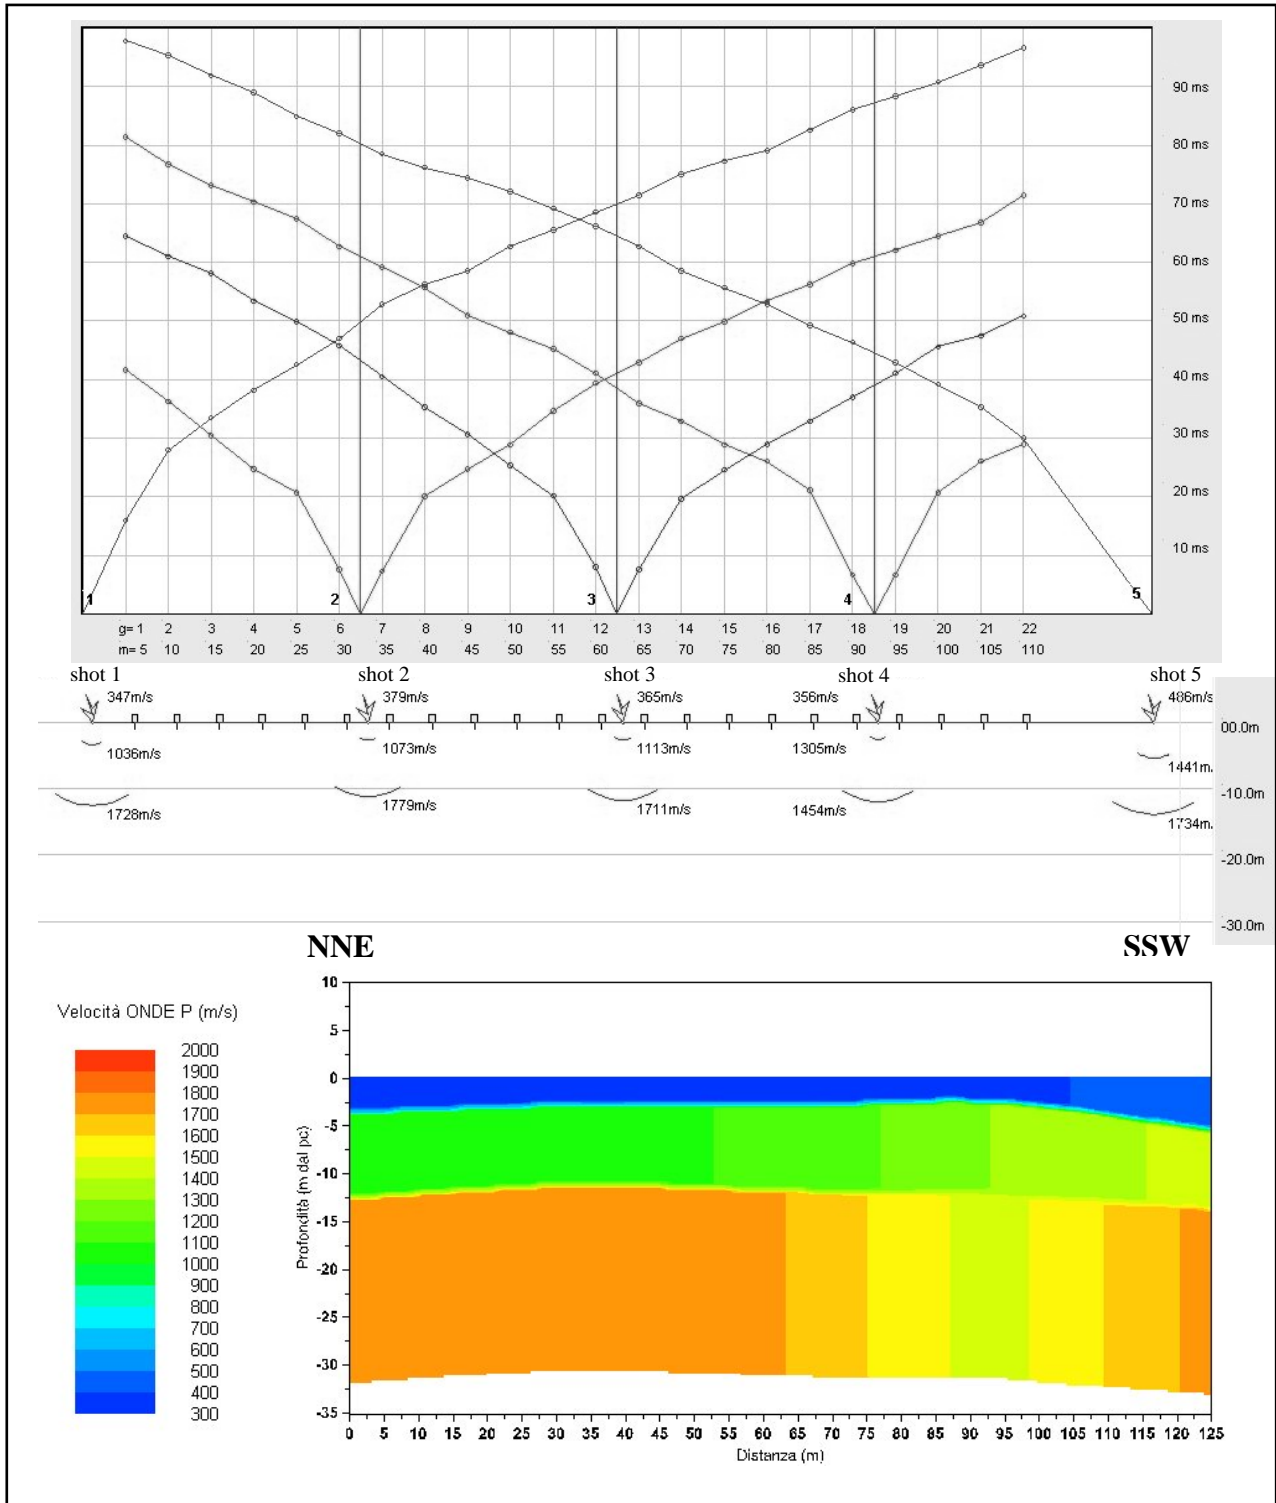 90 ms
80 ms
70 ms
60 ms
50 ms
40 ms
30 ms
20 ms
10 ms
1 2 3 4 5
g= 1 2 3 4 5 6 7 8 9 10 11 12 13 14 15 16 17 18 19 20 21 22
m= 5 10 15 20 25 30 35 40 45 50 55 60 65 70 75 80 85 90 95 100 105 110
shot 1 shot 2 shot 3 shot 4 shot 5
347m/s 379m/s 365m/s 356m/s 486m/s
00.0m
1036m/s 1073m/s 1113m/s 1305m/s 1441m.
-10.0m
1728m/s 1779m/s 1711m/s 1454m/s 1734m.
-20.0m
-30.0m
NNE SSW
Velocità ONDE P (m/s)
2000
1900
1800
1700
1600
1500
1400
1300
1200
1100
1000
900
800
700
600
500
400
300
Profondità (m dal pc)
10
5
0
-5
-10
-15
-20
-25
-30
-35
0 5 10 15 20 25 30 35 40 45 50 55 60 65 70 75 80 85 90 95 100 105 110 115 120 125
Distanza (m)